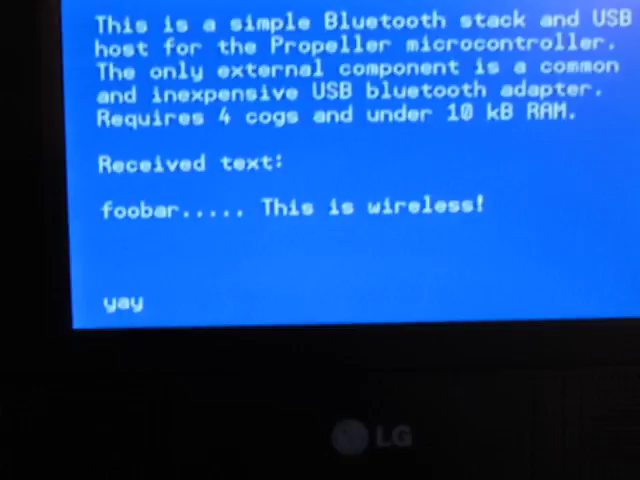 This is a simple Bluetooth stack and USB
host for the Propeller microcontroller.
The only external component is a common
and inexpensive USB bluetooth adapter.
Requires 4 cogs and under 10 kB RAM.
Received text:
foobar..... This is wireless!
yay
LG